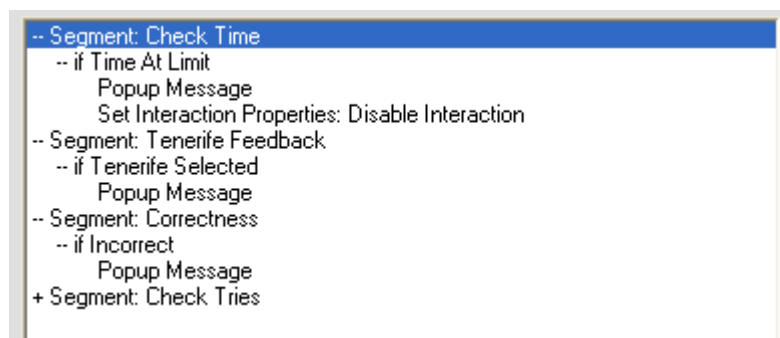 -- Segment: Check Time
-- if Time At Limit
Popup Message
Set Interaction Properties: Disable Interaction
-- Segment: Tenerife Feedback
-- if Tenerife Selected
Popup Message
-- Segment: Correctness
-- if Incorrect
Popup Message
+ Segment: Check Tries